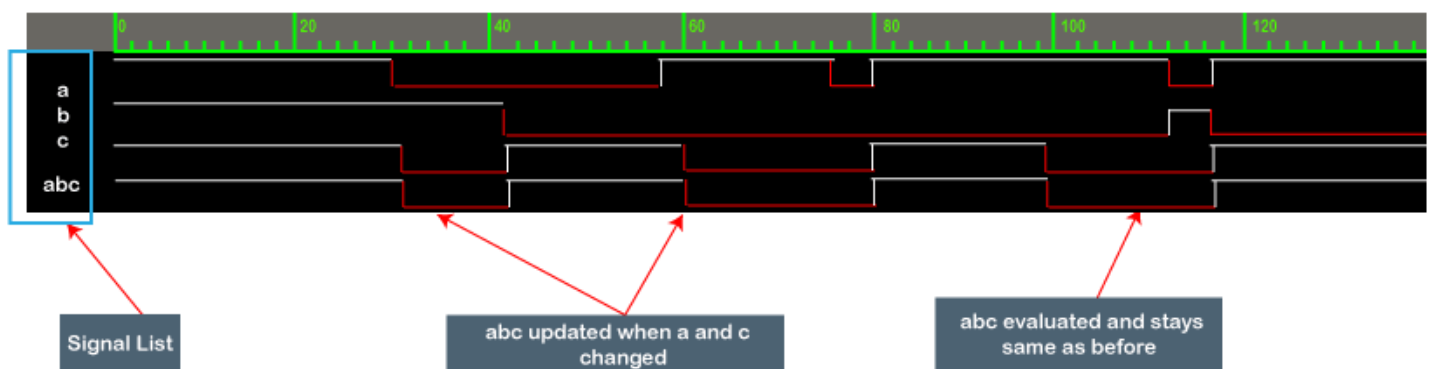 0 20 40 60 80 100 120
a
b
c
abc
Signal List
abc updated when a and c
changed
abc evaluated and stays
same as before